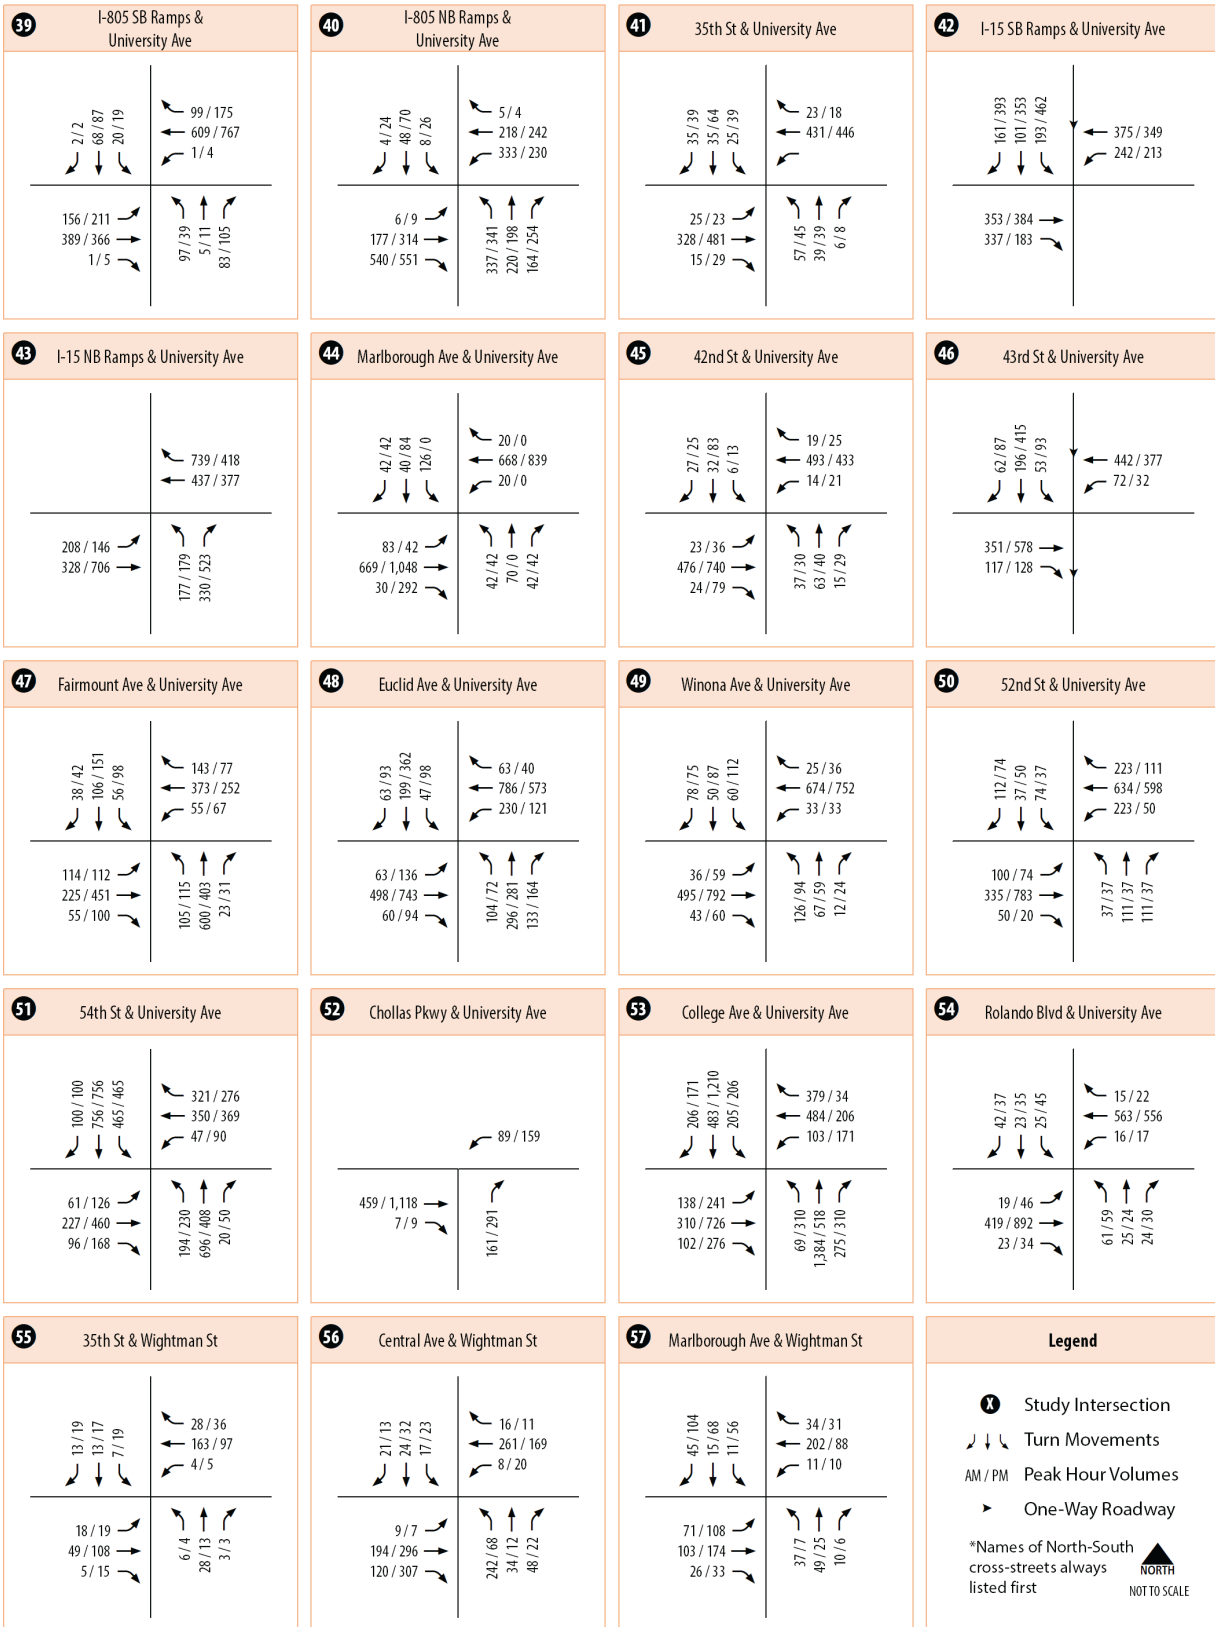 39
I-805 SB Ramps &
University Ave
2 / 2
68 / 87
20 / 19
99 / 175
609 / 767
1 / 4
156 / 211
389 / 366
1 / 5
97 / 39
5 / 11
83 / 105
40
I-805 NB Ramps &
University Ave
4 / 24
48 / 70
8 / 26
5 / 4
218 / 242
333 / 230
6 / 9
177 / 314
540 / 551
337 / 341
220 / 198
164 / 254
41
35th St & University Ave
35 / 39
35 / 64
25 / 39
23 / 18
431 / 446
25 / 23
328 / 481
15 / 29
57 / 45
39 / 39
6 / 8
42
I-15 SB Ramps & University Ave
161 / 393
101 / 353
193 / 462
375 / 349
242 / 213
353 / 384
337 / 183
43
I-15 NB Ramps & University Ave
739 / 418
437 / 377
208 / 146
328 / 706
177 / 179
330 / 523
44
Marlborough Ave & University Ave
42 / 42
40 / 84
126 / 0
20 / 0
668 / 839
20 / 0
83 / 42
669 / 1,048
30 / 292
42 / 42
70 / 0
42 / 42
45
42nd St & University Ave
27 / 25
32 / 83
6 / 13
19 / 25
493 / 433
14 / 21
23 / 36
476 / 740
24 / 79
37 / 30
63 / 40
15 / 29
46
43rd St & University Ave
62 / 87
196 / 415
53 / 93
442 / 377
72 / 32
351 / 578
117 / 128
47
Fairmount Ave & University Ave
38 / 42
106 / 151
56 / 98
143 / 77
373 / 252
55 / 67
114 / 112
225 / 451
55 / 100
105 / 115
600 / 403
23 / 31
48
Euclid Ave & University Ave
63 / 93
199 / 362
47 / 98
63 / 40
786 / 573
230 / 121
63 / 136
498 / 743
60 / 94
104 / 72
296 / 281
133 / 164
49
Winona Ave & University Ave
78 / 75
50 / 87
60 / 112
25 / 36
674 / 752
33 / 33
36 / 59
495 / 792
43 / 60
126 / 94
67 / 59
12 / 24
50
52nd St & University Ave
112 / 74
37 / 50
74 / 37
223 / 111
634 / 598
223 / 50
100 / 74
335 / 783
50 / 20
37 / 37
111 / 37
111 / 37
51
54th St & University Ave
100 / 100
756 / 756
465 / 465
321 / 276
350 / 369
47 / 90
61 / 126
227 / 460
96 / 168
194 / 230
696 / 408
20 / 50
52
Chollas Pkwy & University Ave
89 / 159
459 / 1,118
7 / 9
161 / 291
53
College Ave & University Ave
206 / 171
483 / 1,210
205 / 206
379 / 34
484 / 206
103 / 171
138 / 241
310 / 726
102 / 276
69 / 310
1,384 / 518
275 / 310
54
Rolando Blvd & University Ave
42 / 37
23 / 35
25 / 45
15 / 22
563 / 556
16 / 17
19 / 46
419 / 892
23 / 34
61 / 59
25 / 24
24 / 30
55
35th St & Wightman St
13 / 19
13 / 17
7 / 19
28 / 36
163 / 97
4 / 5
18 / 19
49 / 108
5 / 15
6 / 4
28 / 13
3 / 3
56
Central Ave & Wightman St
21 / 13
24 / 32
17 / 23
16 / 11
261 / 169
8 / 20
9 / 7
194 / 296
120 / 307
242 / 68
34 / 12
48 / 22
57
Marlborough Ave & Wightman St
45 / 104
15 / 68
11 / 56
34 / 31
202 / 88
11 / 10
71 / 108
103 / 174
26 / 33
37 / 7
49 / 25
10 / 6
Legend
X Study Intersection
Turn Movements
AM / PM Peak Hour Volumes
One-Way Roadway
*Names of North-South
cross-streets always
listed first
NORTH
NOT TO SCALE